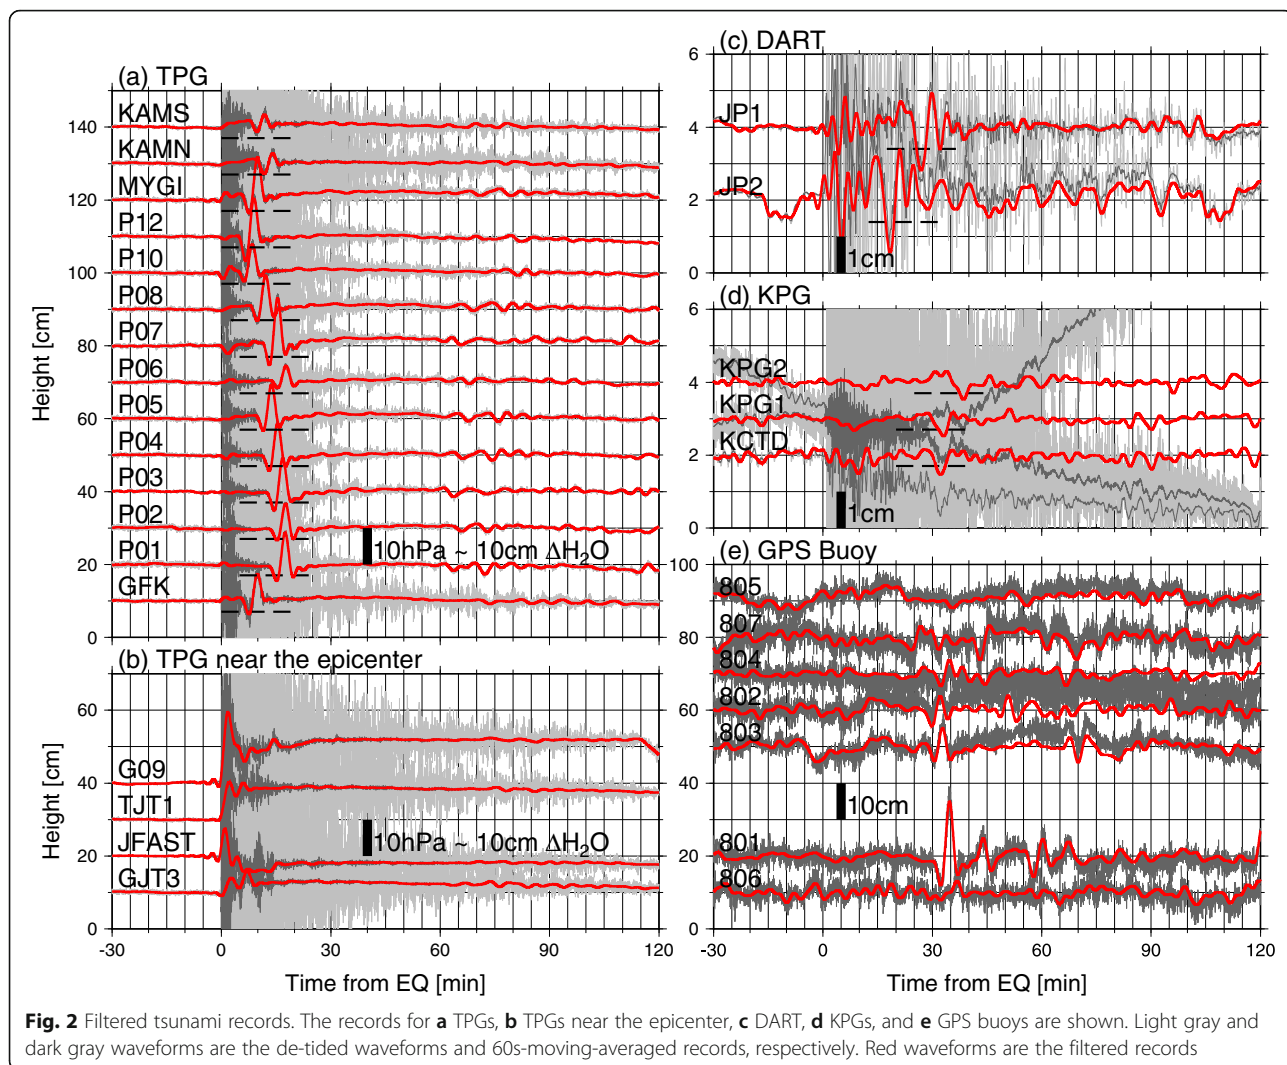 (a) TPG
KAMS
KAMN
MYGI
P12
P10
P08
P07
P06
P05
P04
P03
P02
P01
GFK
10hPa ~ 10cm ΔH₂O
140
120
100
80
60
40
20
0
Height [cm]
(b) TPG near the epicenter
G09
TJT1
JFAST
GJT3
10hPa ~ 10cm ΔH₂O
60
40
20
0
Height [cm]
-30 0 30 60 90 120
Time from EQ [min]
(c) DART
JP1
JP2
1cm
6
4
2
0
(d) KPG
KPG2
KPG1
KCTD
1cm
6
4
2
0
(e) GPS Buoy
805
807
804
802
803
10cm
801
806
100
80
60
40
20
0
-30 0 30 60 90 120
Time from EQ [min]
Fig. 2 Filtered tsunami records. The records for a TPGs, b TPGs near the epicenter, c DART, d KPGs, and e GPS buoys are shown. Light gray and
dark gray waveforms are the de-tided waveforms and 60s-moving-averaged records, respectively. Red waveforms are the filtered records